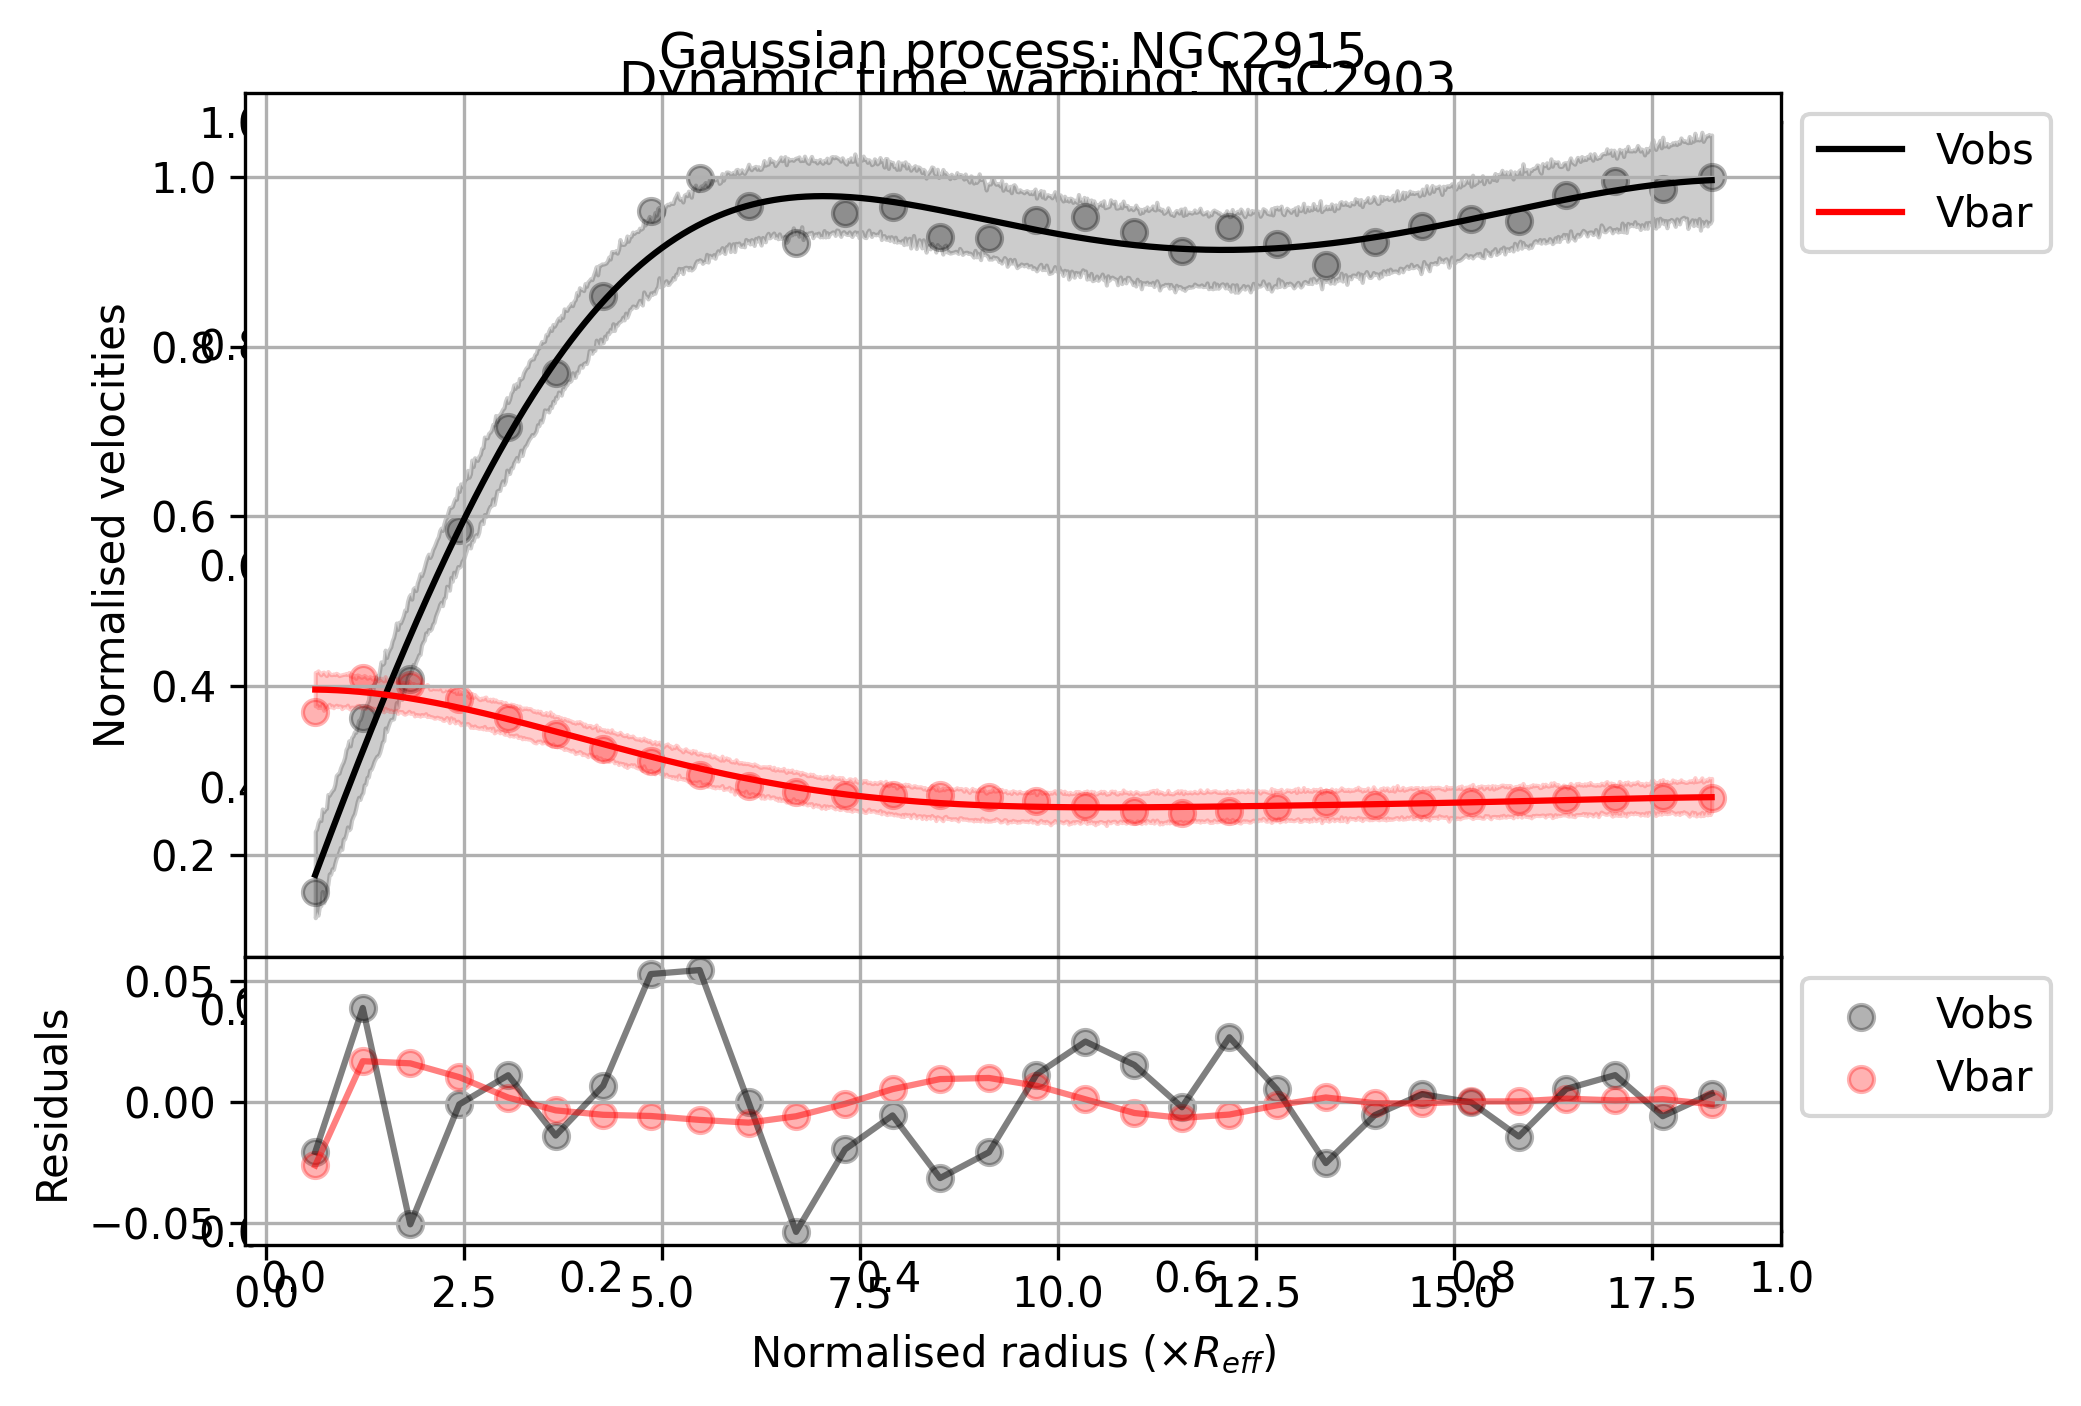 Gaussian process: NGC2915
Dynamic time warping: NGC2903
1.0
0.8
0.6
0.4
0.2
Normalised velocities
Vobs
Vbar
0.05
0.00
−0.05
Residuals
Vobs
Vbar
0.0 0.2 0.4 0.6 0.8 1.0
0.0 2.5 5.0 7.5 10.0 12.5 15.0 17.5
Normalised radius (×R_eff)